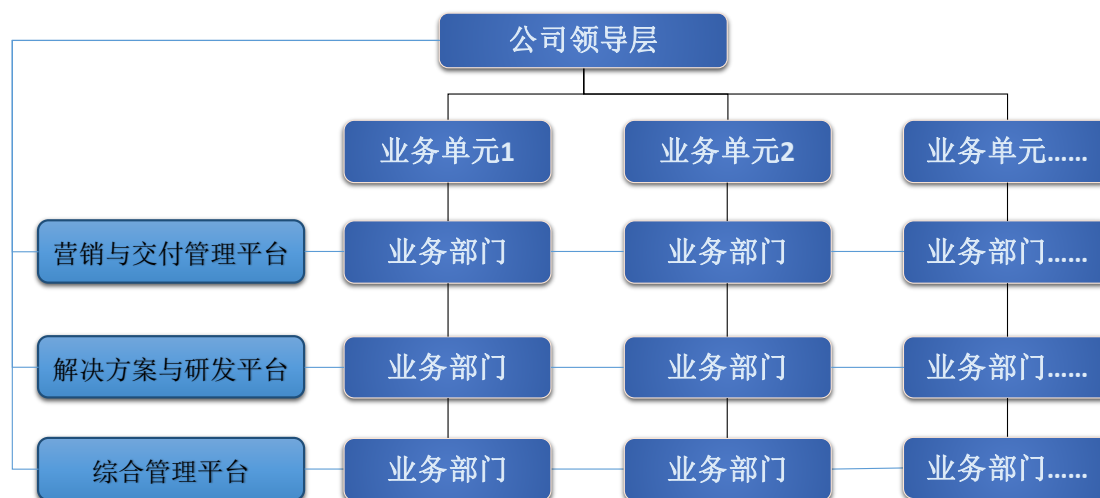 公司领导层
业务单元1
业务单元2
业务单元……
营销与交付管理平台
业务部门
业务部门
业务部门……
解决方案与研发平台
业务部门
业务部门
业务部门……
综合管理平台
业务部门
业务部门
业务部门……